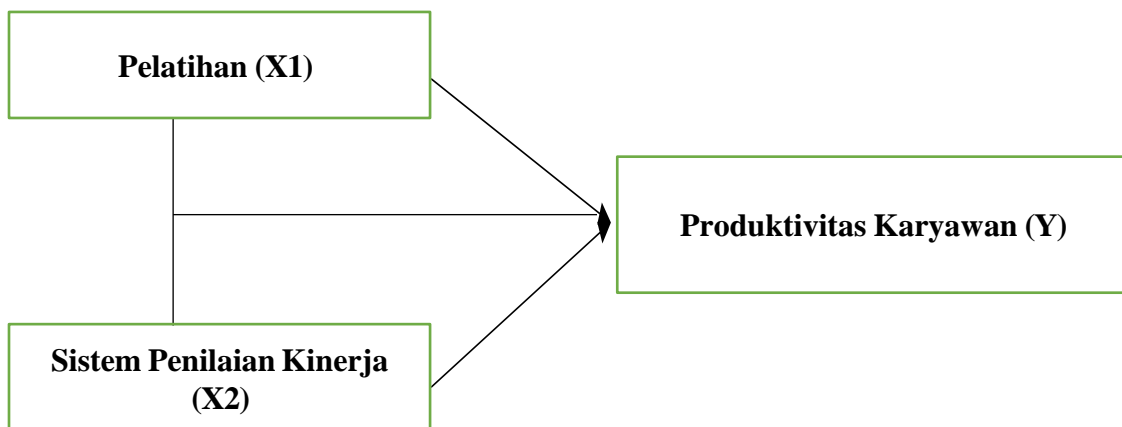 Pelatihan (X1)
Produktivitas Karyawan (Y)
Sistem Penilaian Kinerja
(X2)